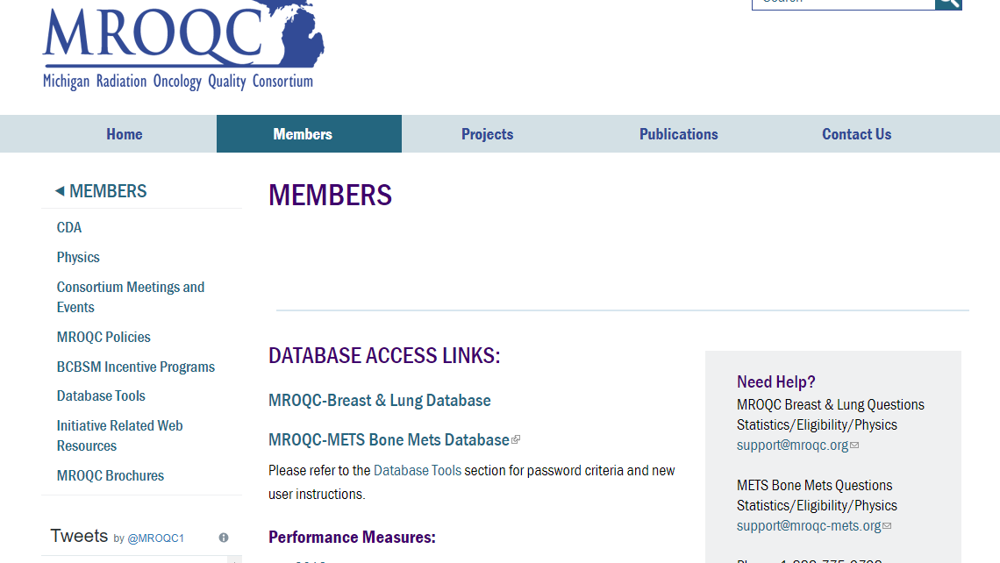 Search
MROQC
Michigan Radiation Oncology Quality Consortium
Home
Members
Projects
Publications
Contact Us
MEMBERS
CDA
Physics
Consortium Meetings and
Events
MROQC Policies
BCBSM Incentive Programs
Database Tools
Initiative Related Web
Resources
MROQC Brochures
Tweets by @MROQC1
MEMBERS
DATABASE ACCESS LINKS:
MROQC-Breast & Lung Database
MROQC-METS Bone Mets Database
Please refer to the Database Tools section for password criteria and new
user instructions.
Performance Measures:
Need Help?
MROQC Breast & Lung Questions
Statistics/Eligibility/Physics
support@mroqc.org
METS Bone Mets Questions
Statistics/Eligibility/Physics
support@mroqc-mets.org